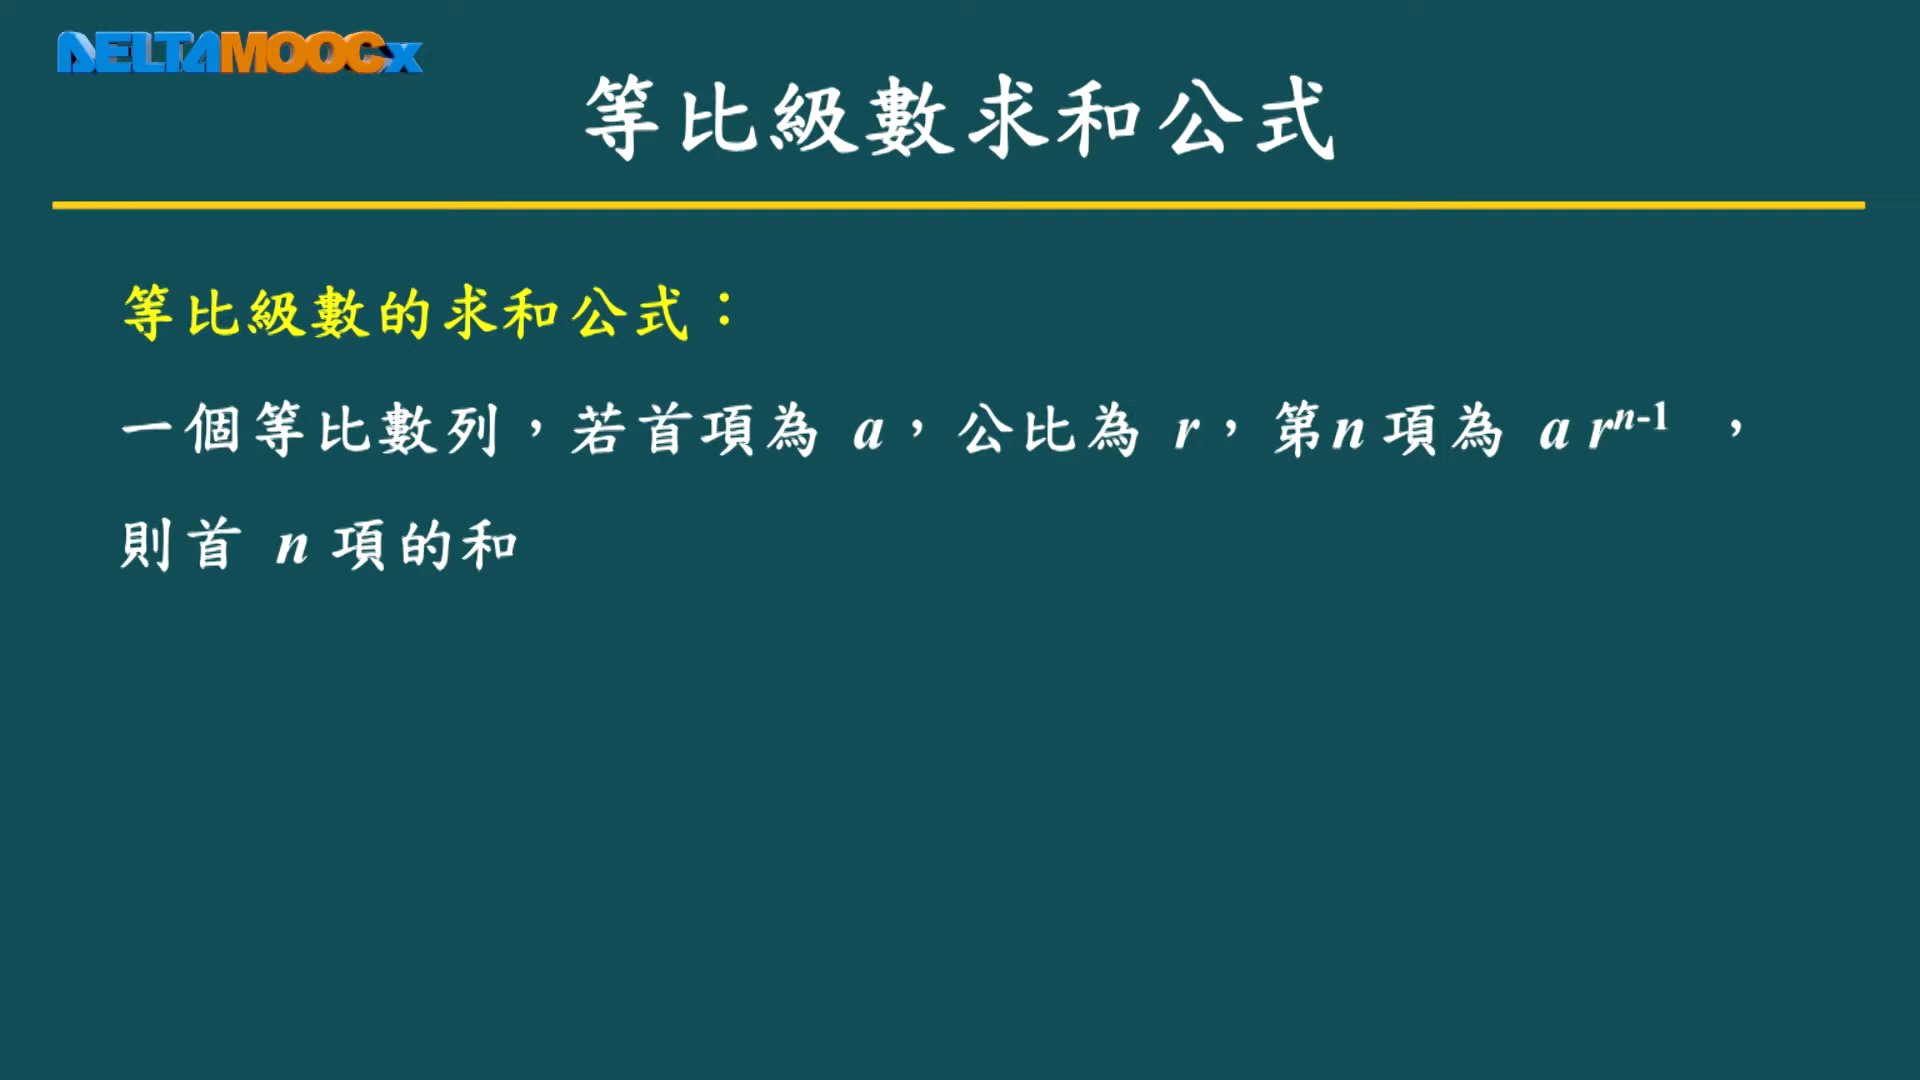 DELTAMOOCx
等比級數求和公式
等比級數的求和公式：
一個等比數列，若首項為 a，公比為 r，第n項為 a rⁿ⁻¹ ，
則首 n 項的和